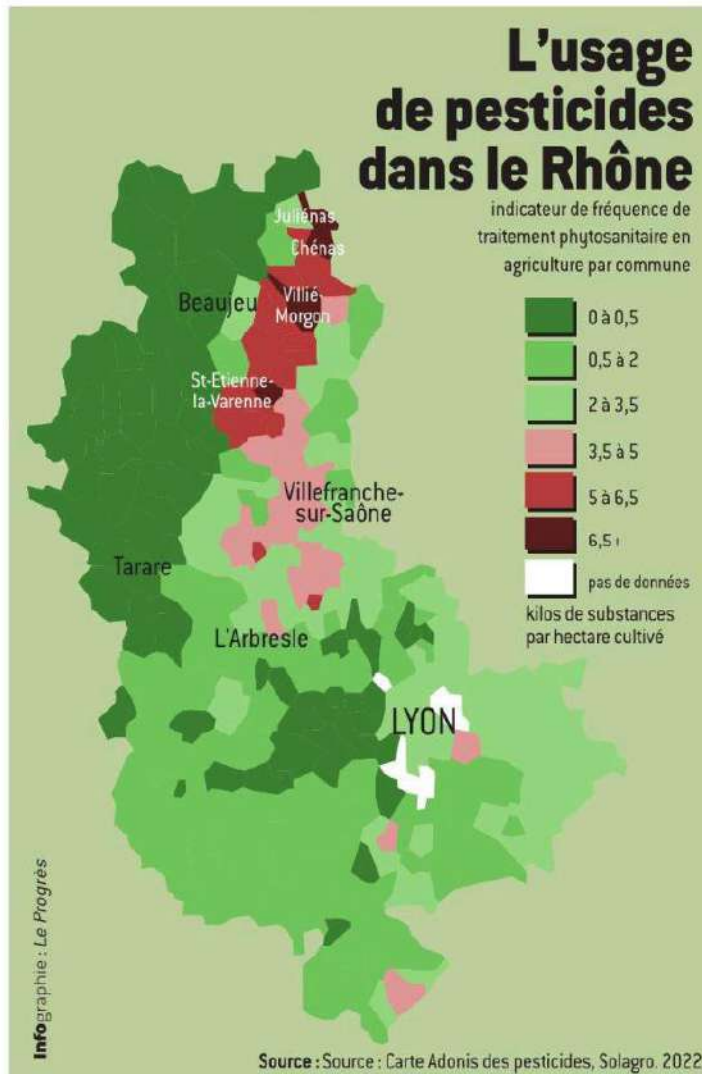 L'usage
de pesticides
dans le Rhône
indicateur de fréquence de
traitement phytosanitaire en
agriculture par commune
0 à 0,5
0,5 à 2
2 à 3,5
3,5 à 5
5 à 6,5
6,5+
pas de données
kilos de substances
par hectare cultivé
Juliénas
Chénas
Beaujeu
Villié-
Morgon
St-Etienne-
la-Varenne
Villefranche-
sur-Saône
Tarare
L'Arbresle
LYON
Infographie : Le Progrès
Source : Source : Carte Adonis des pesticides, Solagro. 2022